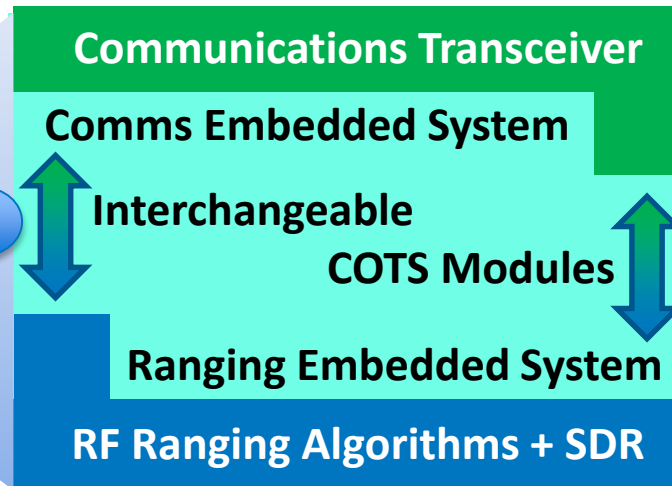 Communications Transceiver
Comms Embedded System
Interchangeable
COTS Modules
Ranging Embedded System
RF Ranging Algorithms + SDR